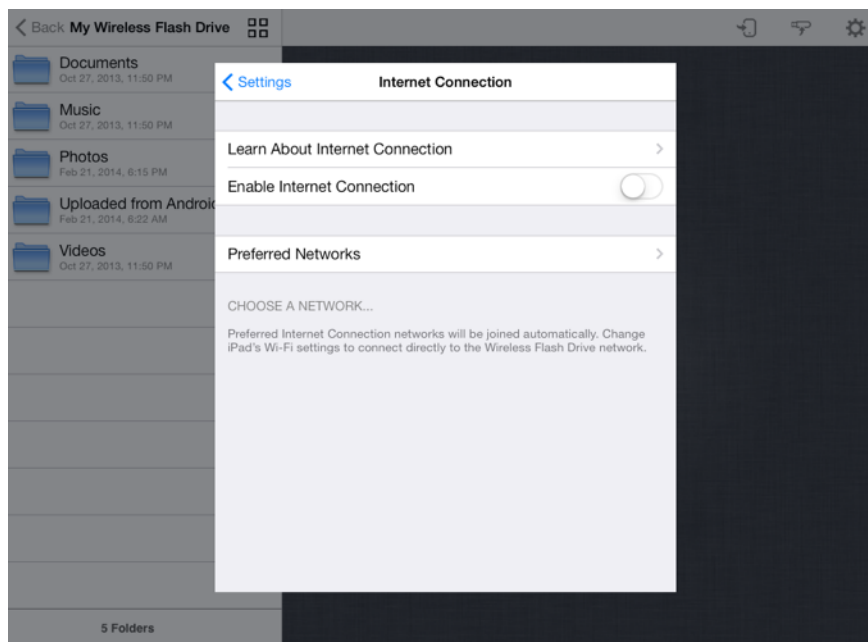 Back My Wireless Flash Drive
Documents
Oct 27, 2013, 11:50 PM
Music
Oct 27, 2013, 11:50 PM
Photos
Feb 21, 2014, 6:15 PM
Uploaded from Androi
Feb 21, 2014, 6:22 AM
Videos
Oct 27, 2013, 11:50 PM
5 Folders
Settings
Internet Connection
Learn About Internet Connection
Enable Internet Connection
Preferred Networks
CHOOSE A NETWORK...
Preferred Internet Connection networks will be joined automatically. Change
iPad's Wi-Fi settings to connect directly to the Wireless Flash Drive network.